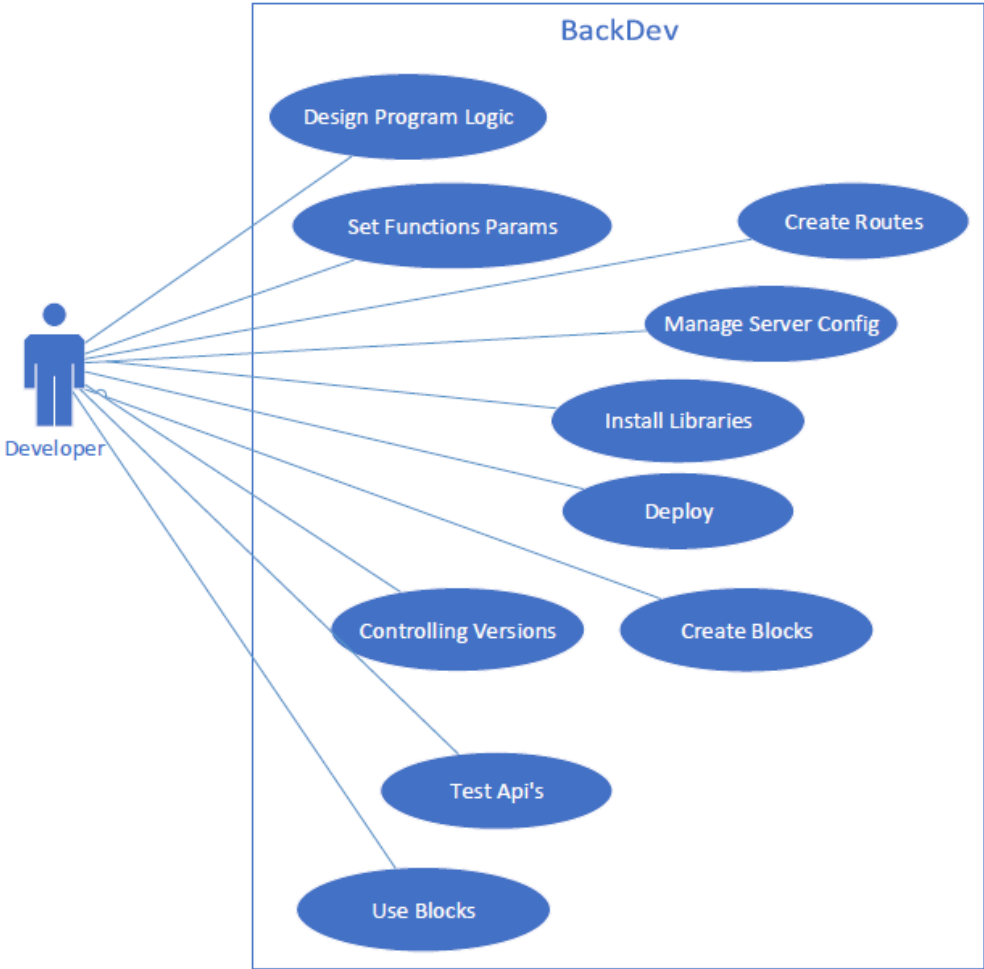 BackDev
Design Program Logic
Set Functions Params
Create Routes
Manage Server Config
Install Libraries
Developer
Deploy
Controlling Versions
Create Blocks
Test Api's
Use Blocks